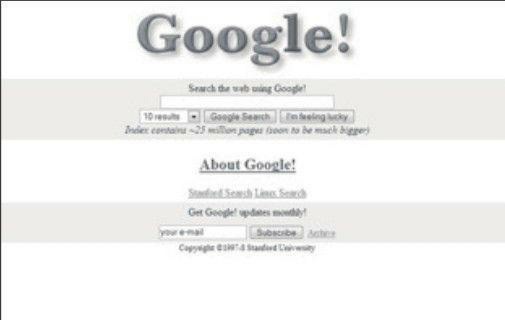 Google!
Search the web using Google!
10 results Google Search I'm feeling lucky
Index contains ~25 million pages (soon to be much bigger)
About Google!
Stanford Search Linux Search
Get Google! updates monthly!
your e-mail Subscribe Archive
Copyright ©1997-8 Stanford University